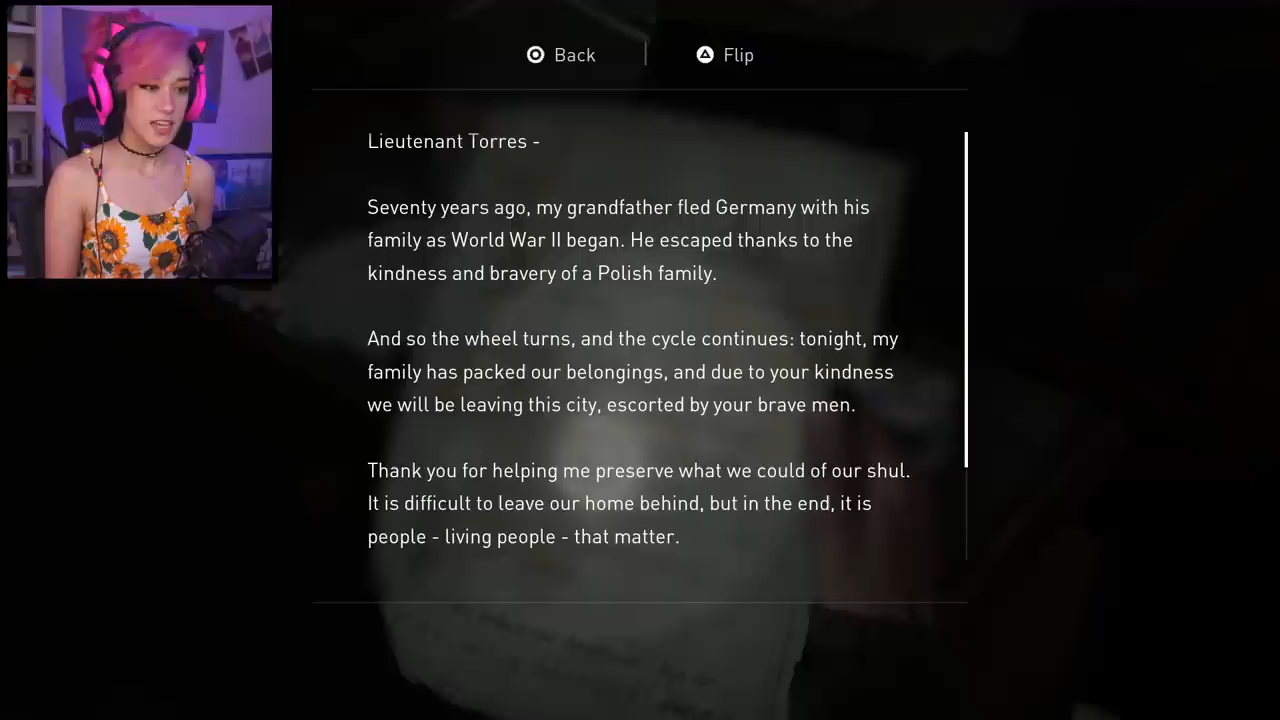 Back
Flip
Lieutenant Torres -
Seventy years ago, my grandfather fled Germany with his
family as World War II began. He escaped thanks to the
kindness and bravery of a Polish family.
And so the wheel turns, and the cycle continues: tonight, my
family has packed our belongings, and due to your kindness
we will be leaving this city, escorted by your brave men.
Thank you for helping me preserve what we could of our shul.
It is difficult to leave our home behind, but in the end, it is
people - living people - that matter.